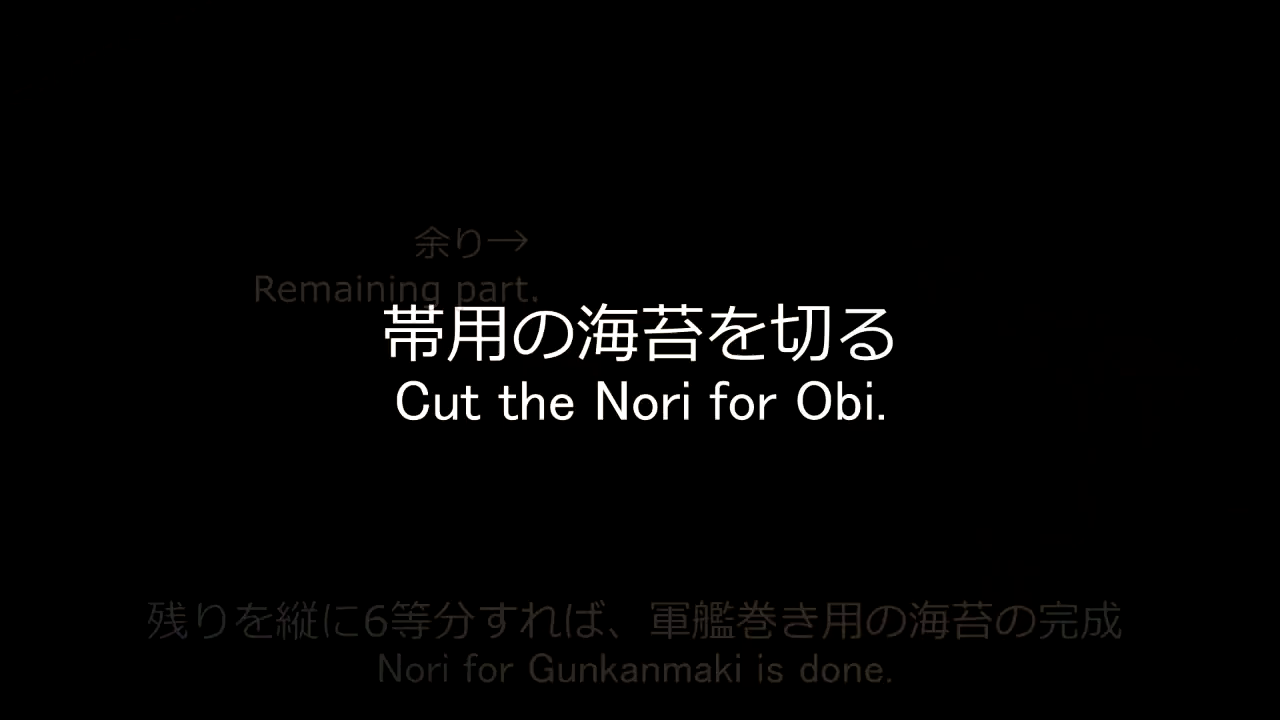 余り→
Remaining part.
帯用の海苔を切る
Cut the Nori for Obi.
残りを縦に6等分すれば、軍艦巻き用の海苔の完成
Nori for Gunkanmaki is done.